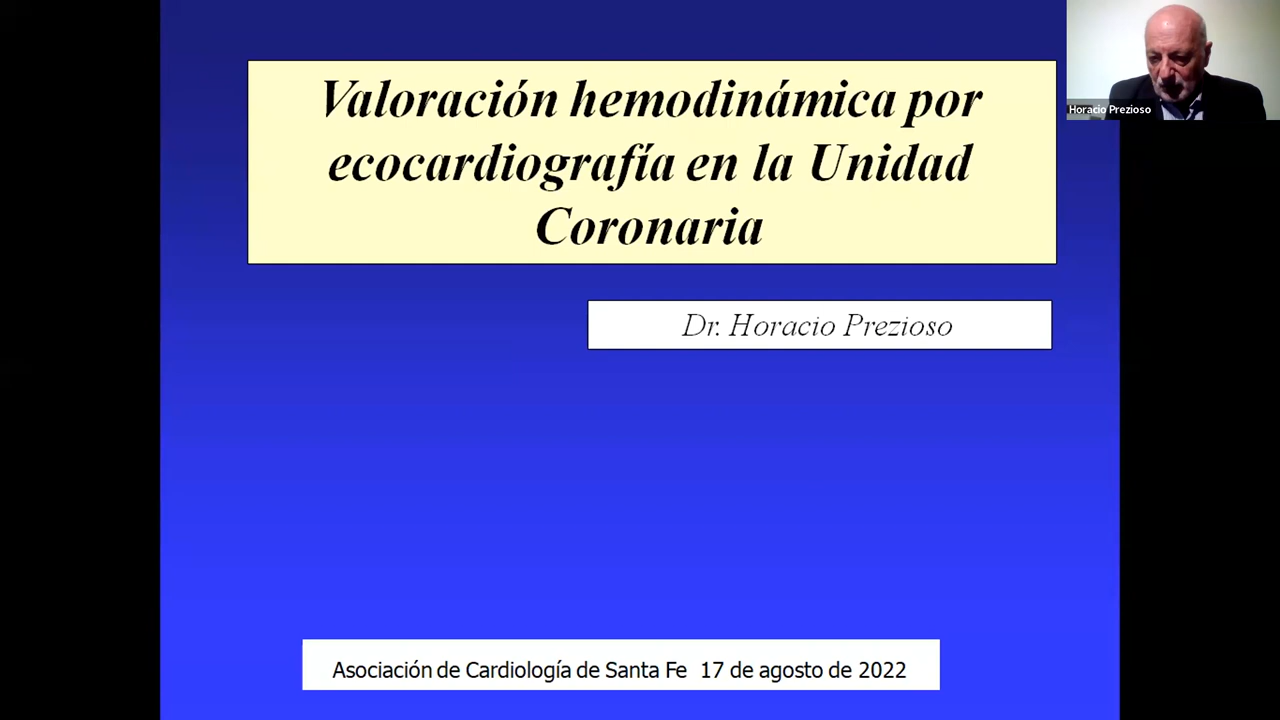 Valoración hemodinámica por
ecocardiografía en la Unidad
Coronaria
Dr. Horacio Prezioso
Asociación de Cardiología de Santa Fe 17 de agosto de 2022
Horacio Prezioso